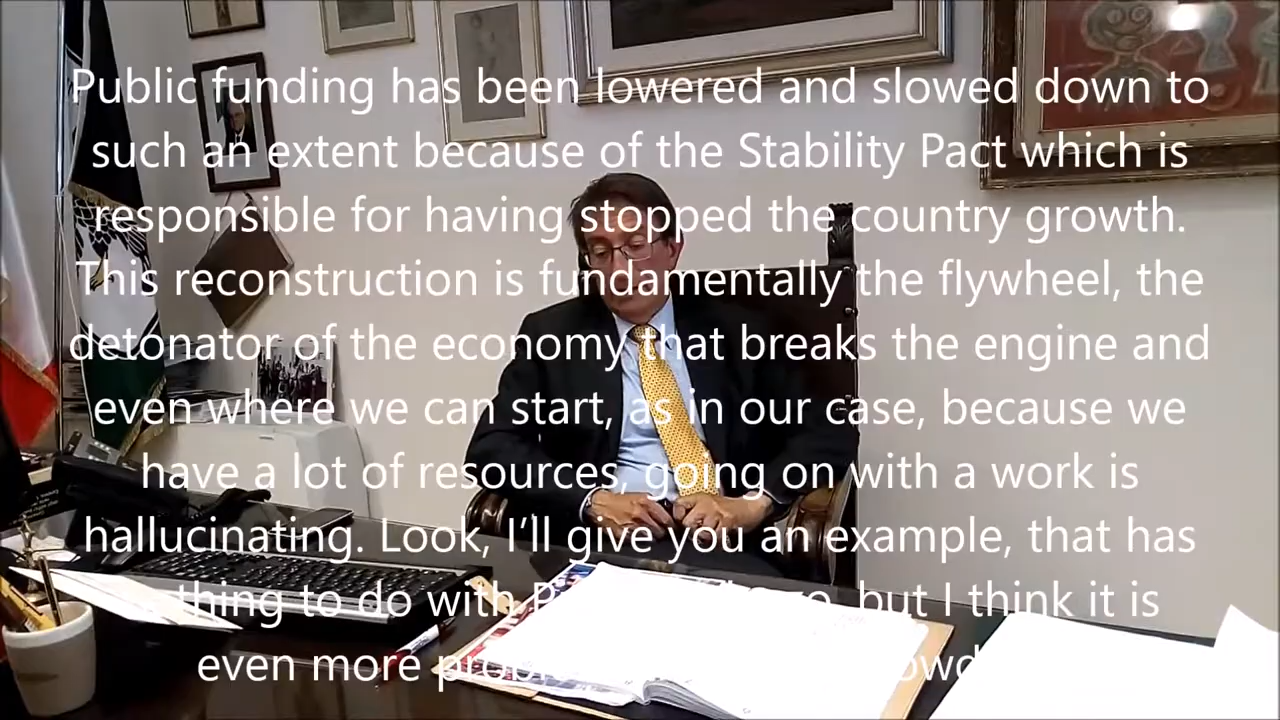 Public funding has been lowered and slowed down to
such an extent because of the Stability Pact which is
responsible for having stopped the country growth.
This reconstruction is fundamentally the flywheel, the
detonator of the economy that breaks the engine and
even where we can start, as in our case, because we
have a lot of resources, going on with a work is
hallucinating. Look, I’ll give you an example, that has
to do with but I think it is
even more